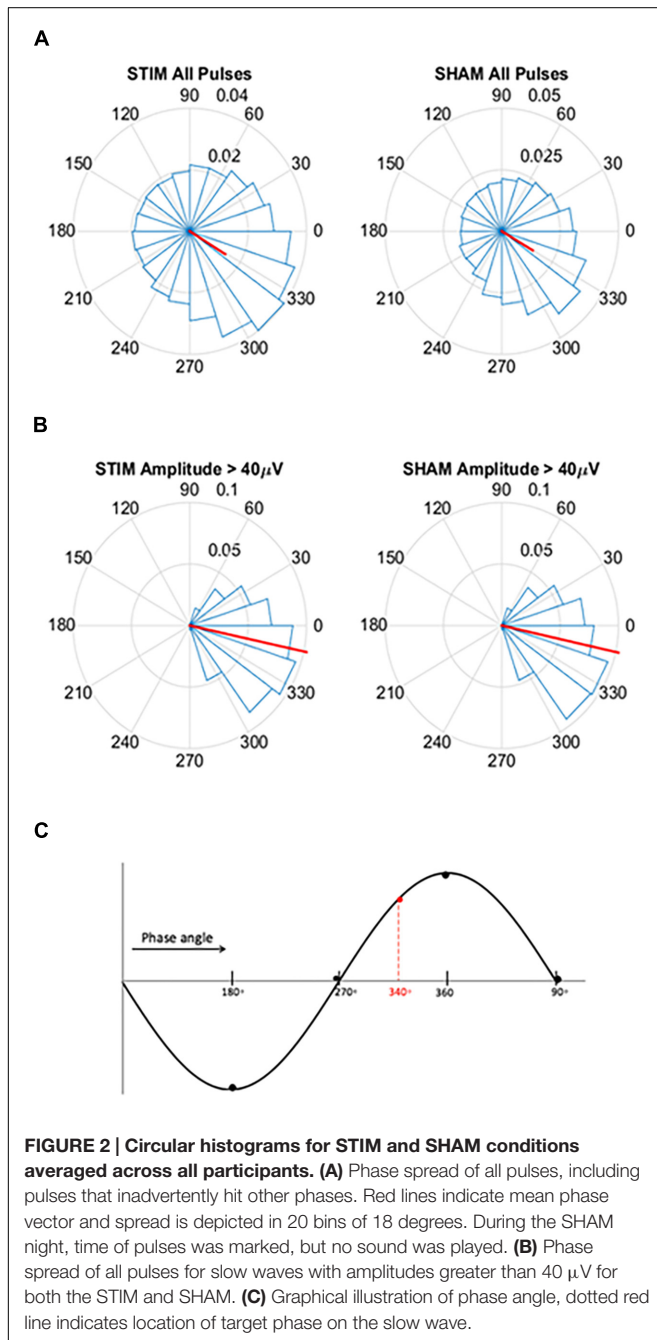 A
STIM All Pulses
SHAM All Pulses
90 0.04
120 60
150 0.02 30
180 0
210 330
240 300
270
90 0.05
120 60
150 0.025 30
180 0
210 330
240 300
270
B
STIM Amplitude > 40μV
SHAM Amplitude > 40μV
90 0.1
120 60
150 0.05 30
180 0
210 330
240 300
270
90 0.1
120 60
150 0.05 30
180 0
210 330
240 300
270
C
Phase angle
180° 270° 340° 360 90°
FIGURE 2 | Circular histograms for STIM and SHAM conditions
averaged across all participants. (A) Phase spread of all pulses, including
pulses that inadvertently hit other phases. Red lines indicate mean phase
vector and spread is depicted in 20 bins of 18 degrees. During the SHAM
night, time of pulses was marked, but no sound was played. (B) Phase
spread of all pulses for slow waves with amplitudes greater than 40 μV for
both the STIM and SHAM. (C) Graphical illustration of phase angle, dotted red
line indicates location of target phase on the slow wave.